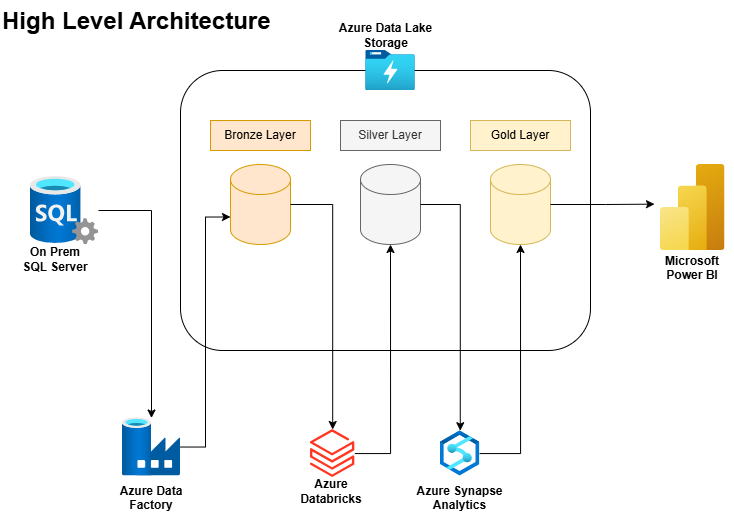 High Level Architecture
Azure Data Lake
Storage
Bronze Layer
Silver Layer
Gold Layer
SQL
On Prem
SQL Server
Microsoft
Power BI
Azure Data
Factory
Azure
Databricks
Azure Synapse
Analytics